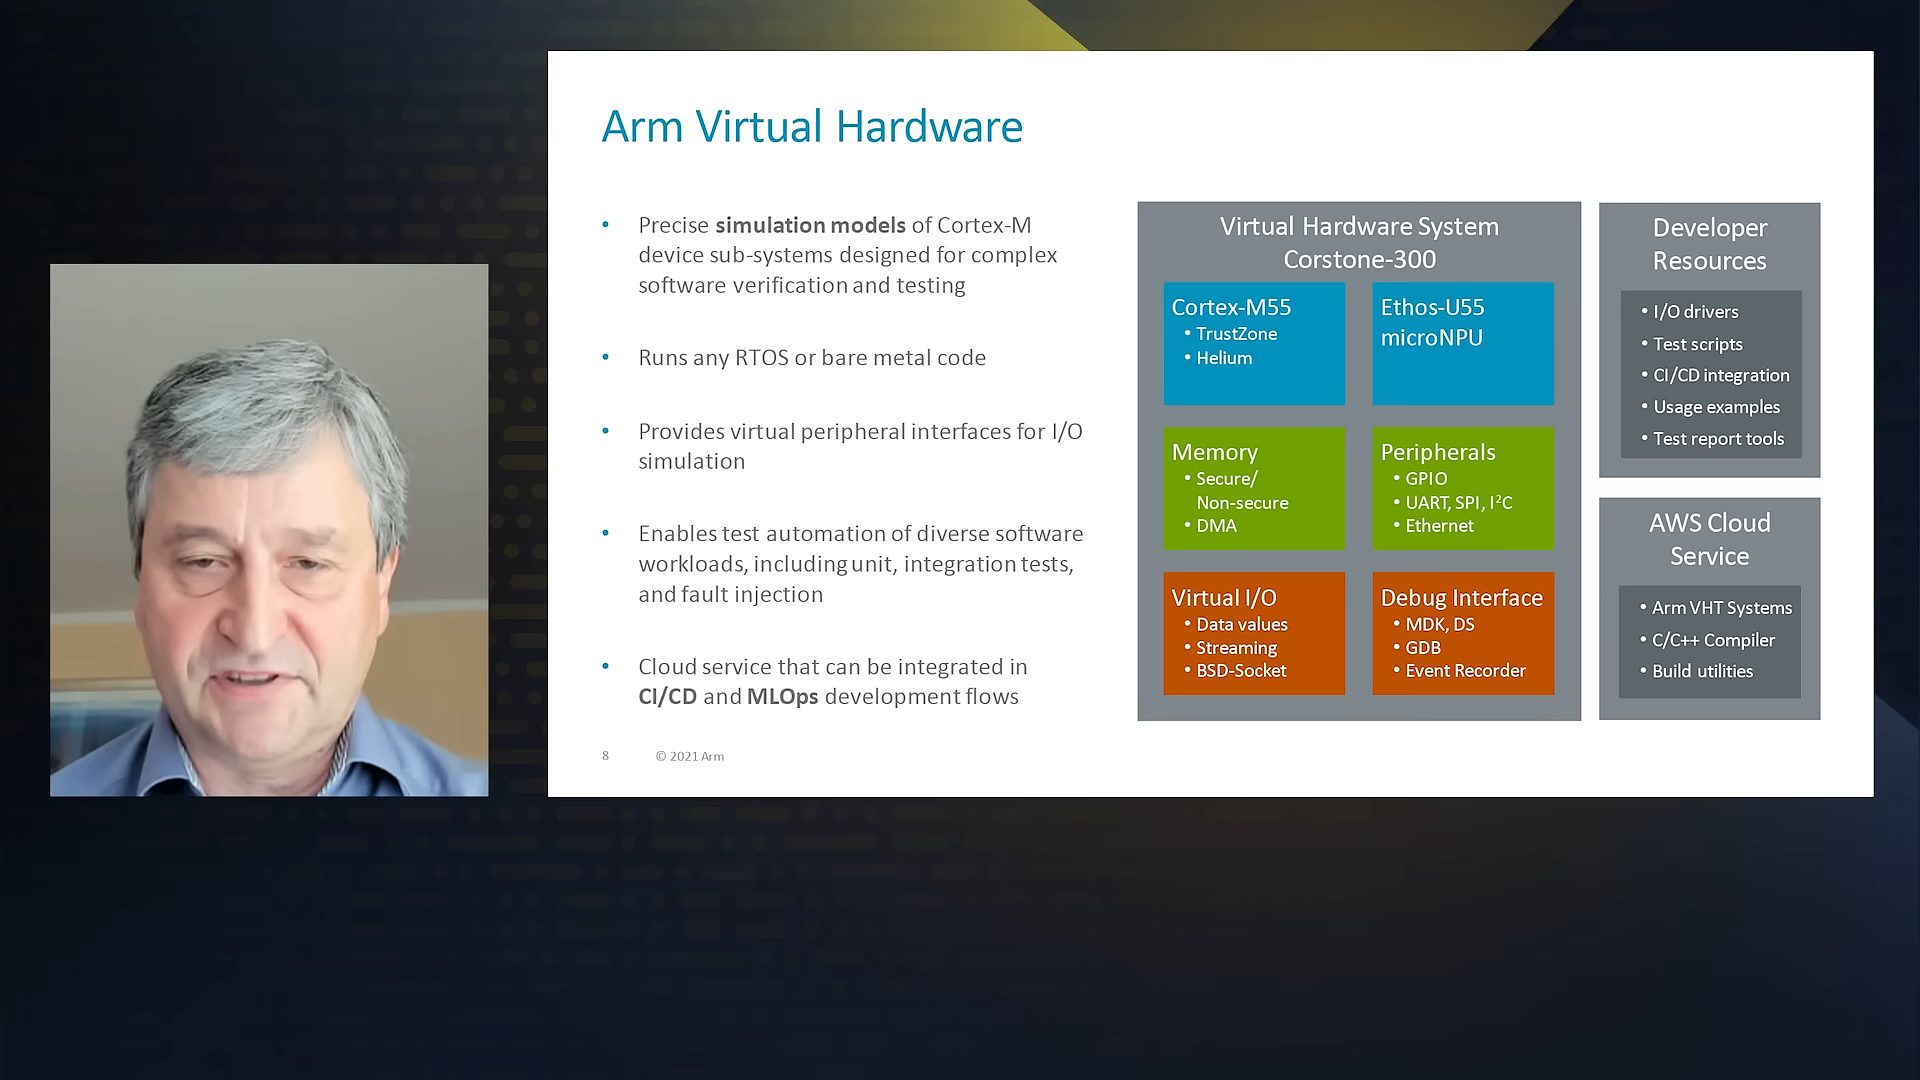 Arm Virtual Hardware
• Precise simulation models of Cortex-M
device sub-systems designed for complex
software verification and testing
• Runs any RTOS or bare metal code
• Provides virtual peripheral interfaces for I/O
simulation
• Enables test automation of diverse software
workloads, including unit, integration tests,
and fault injection
• Cloud service that can be integrated in
CI/CD and MLOps development flows
Virtual Hardware System
Corstone-300
Cortex-M55
• TrustZone
• Helium
Ethos-U55
microNPU
Memory
• Secure/
Non-secure
• DMA
Peripherals
• GPIO
• UART, SPI, I²C
• Ethernet
Virtual I/O
• Data values
• Streaming
• BSD-Socket
Debug Interface
• MDK, DS
• GDB
• Event Recorder
Developer
Resources
• I/O drivers
• Test scripts
• CI/CD integration
• Usage examples
• Test report tools
AWS Cloud
Service
• Arm VHT Systems
• C/C++ Compiler
• Build utilities
8 © 2021 Arm